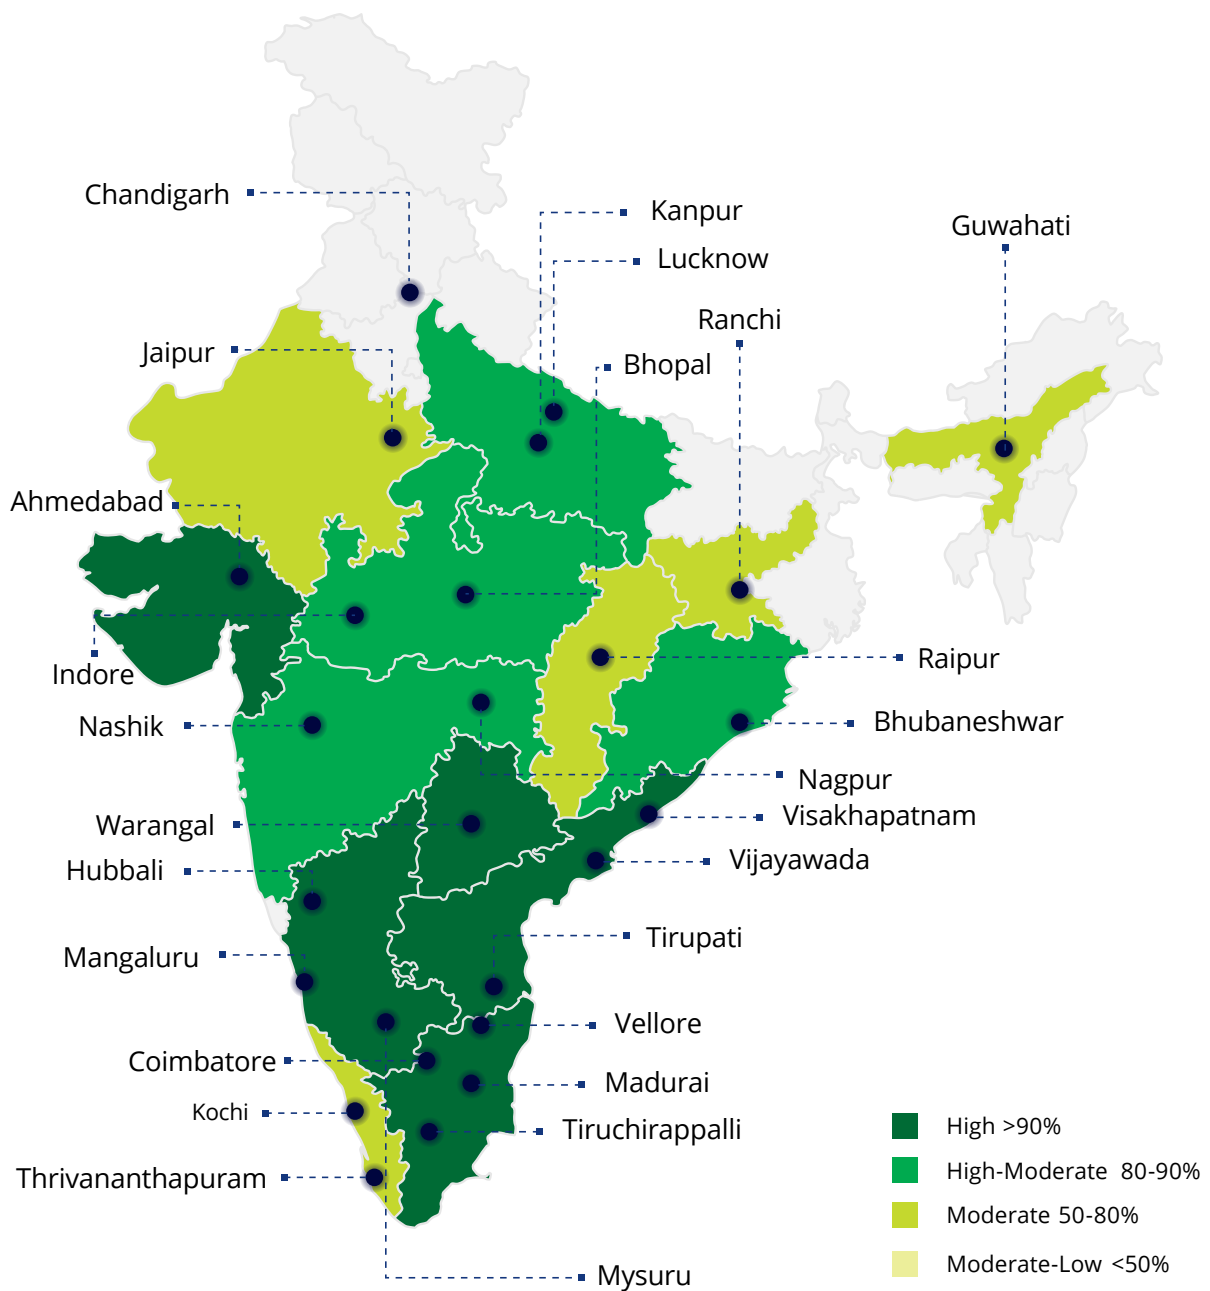 Chandigarh
Kanpur
Guwahati
Lucknow
Ranchi
Jaipur
Bhopal
Ahmedabad
Indore
Raipur
Nashik
Bhubaneshwar
Nagpur
Warangal
Visakhapatnam
Hubbali
Vijayawada
Mangaluru
Tirupati
Vellore
Coimbatore
Madurai
Kochi
Tiruchirappalli
Thrivananthapuram
Mysuru
High >90%
High-Moderate 80-90%
Moderate 50-80%
Moderate-Low <50%